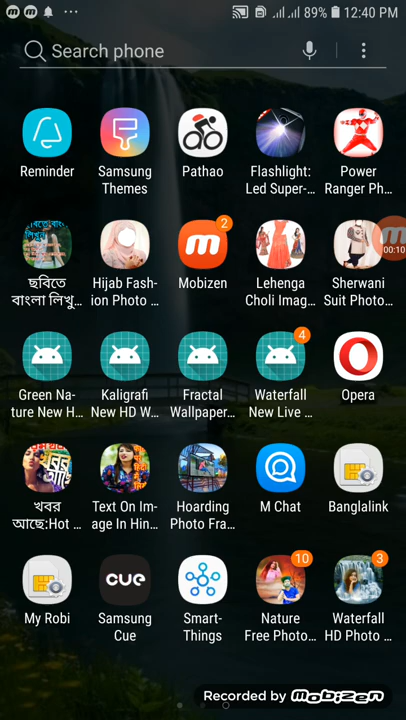 89% 12:40 PM
Search phone
Reminder
Samsung
Themes
Pathao
Flashlight:
Led Super-...
Power
Ranger Ph...
ছবিতে
বাংলা লিখু...
Hijab Fash-
ion Photo ...
2
Mobizen
Lehenga
Choli Imag...
Sherwani
Suit Photo...
00:10
Green Na-
ture New H...
Kaligrafi
New HD W...
Fractal
Wallpaper...
4
Waterfall
New Live ...
Opera
খবর
আছে:Hot ...
Text On Im-
age In Hin...
Hoarding
Photo Fra...
M Chat
Banglalink
My Robi
CUE
Samsung
Cue
Smart-
Things
10
Nature
Free Photo...
3
Waterfall
HD Photo ...
Recorded by Mobizen